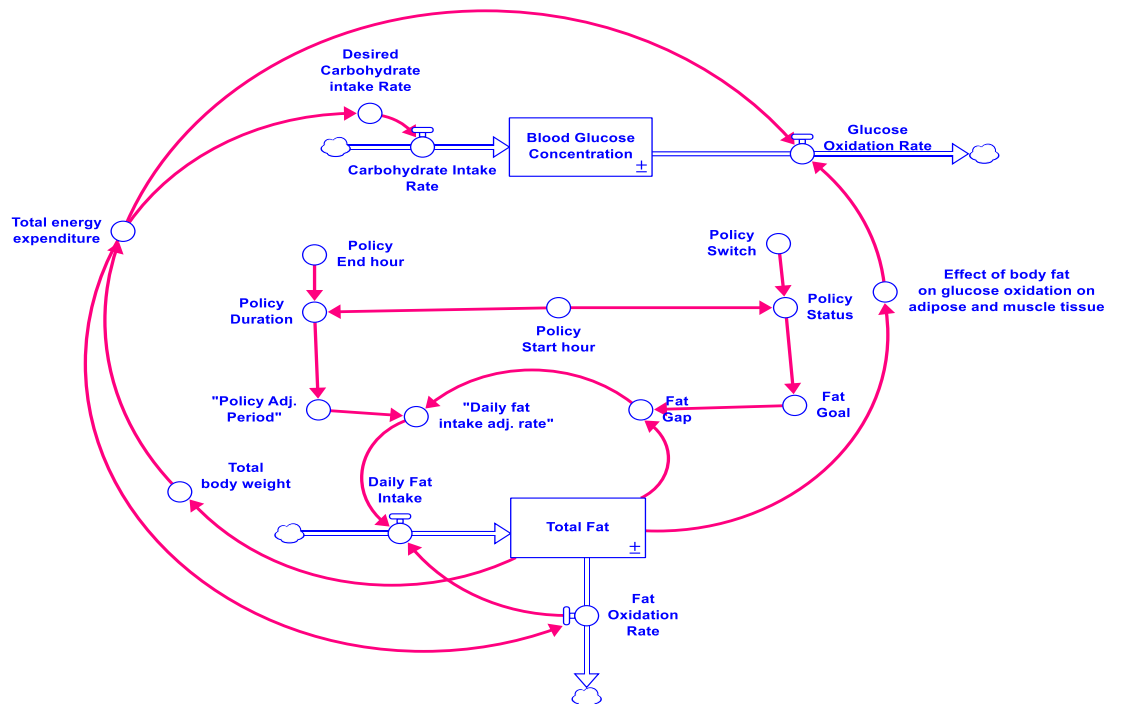 Desired
Carbohydrate
intake Rate
Blood Glucose
Concentration
±
Glucose
Oxidation Rate
Carbohydrate Intake
Rate
Total energy
expenditure
Policy
End hour
Policy
Switch
Policy
Duration
Policy
Start hour
Policy
Status
Effect of body fat
on glucose oxidation on
adipose and muscle tissue
"Policy Adj.
Period"
"Daily fat
intake adj. rate"
Fat
Gap
Fat
Goal
Total
body weight
Daily Fat
Intake
Total Fat
±
Fat
Oxidation
Rate